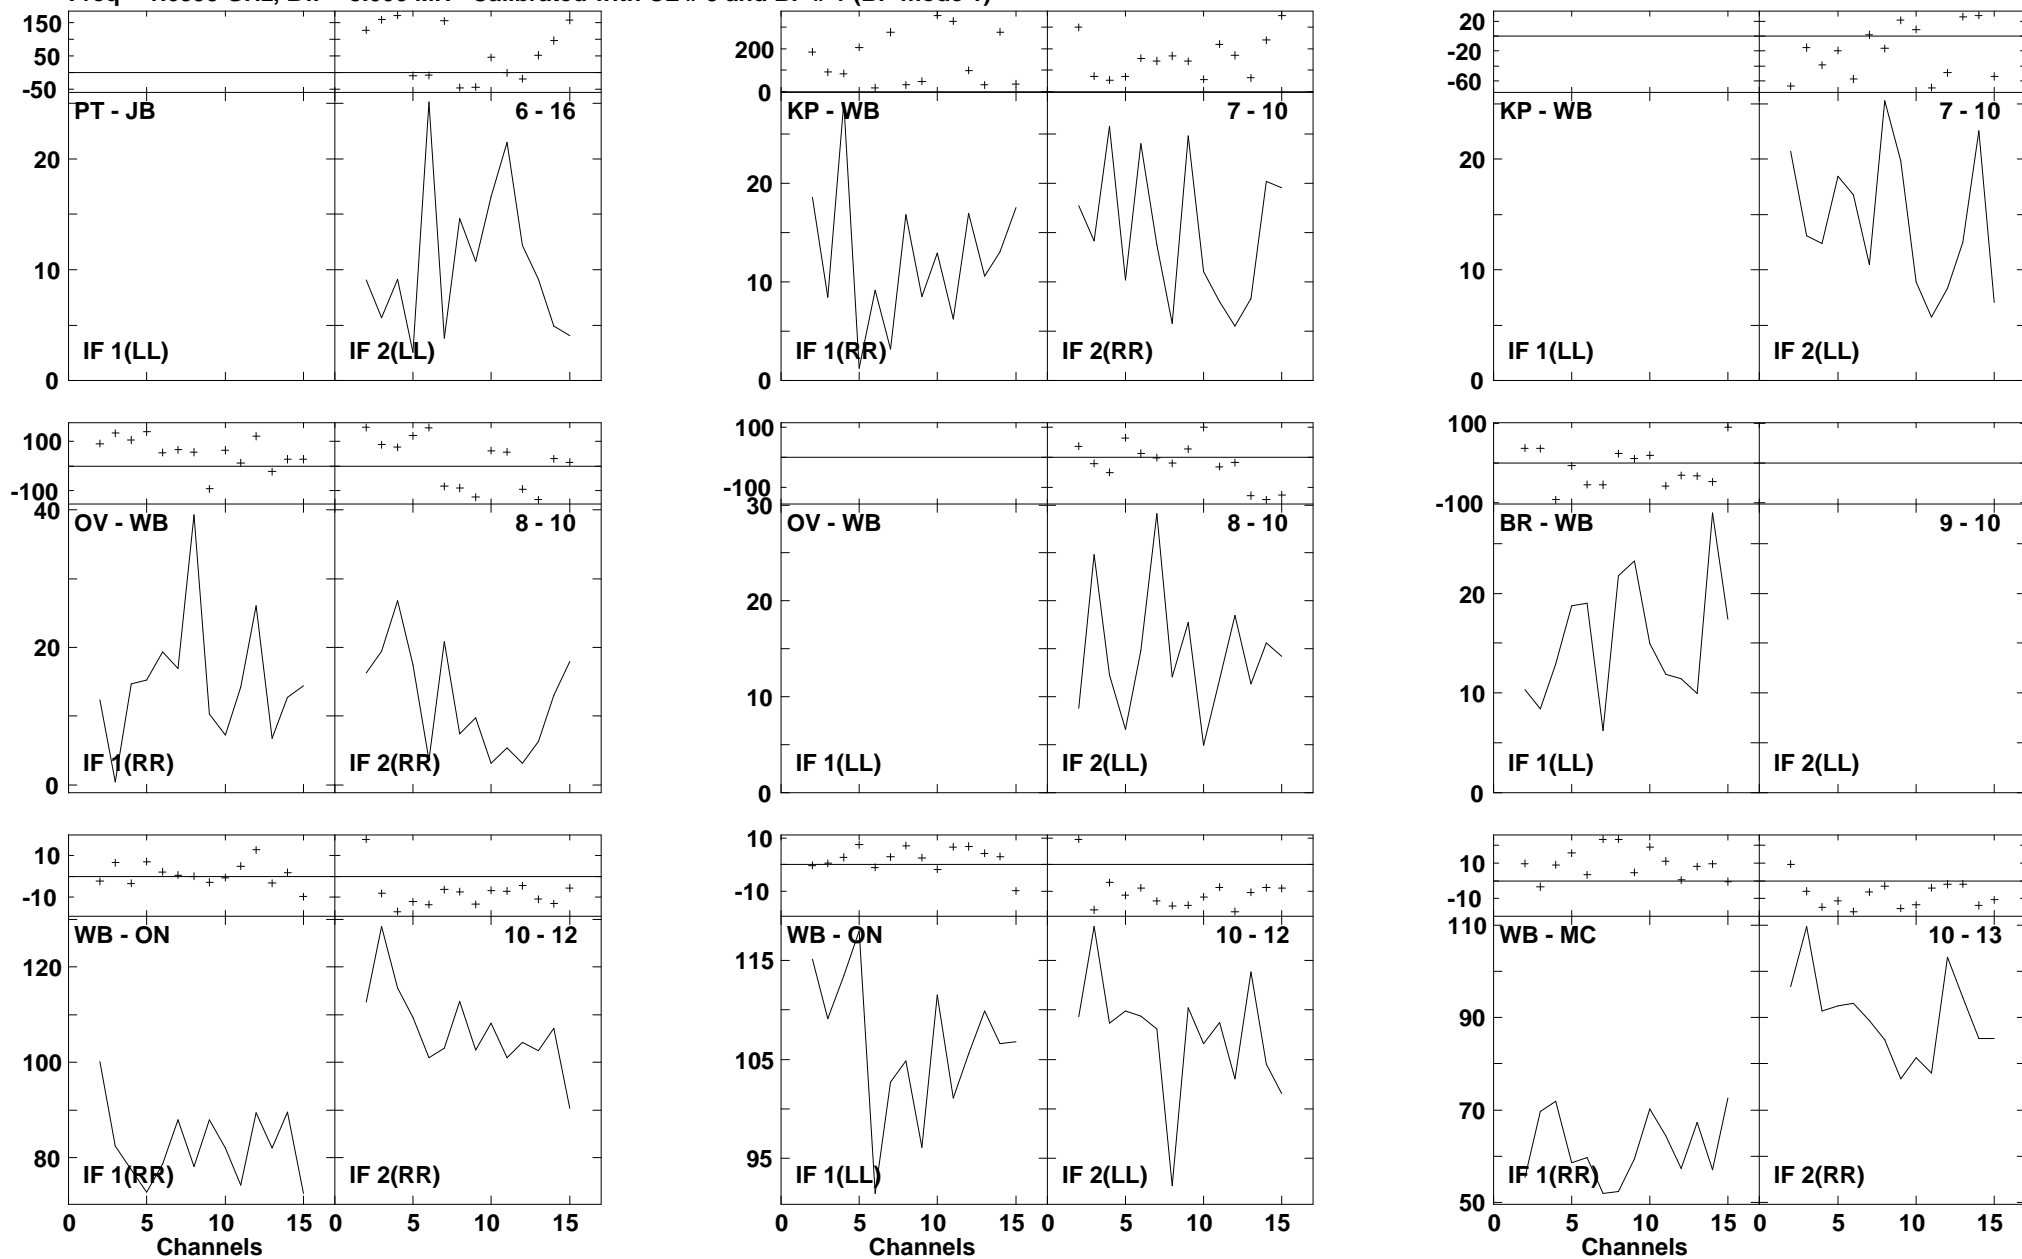 150
50
-50
PT - JB
6 - 16
20
10
0
IF 1(LL)
IF 2(LL)
200
0
KP - WB
7 - 10
20
10
0
IF 1(RR)
IF 2(RR)
20
-20
-60
KP - WB
7 - 10
20
10
0
IF 1(LL)
IF 2(LL)
100
-100
40
OV - WB
8 - 10
20
0
IF 1(RR)
IF 2(RR)
100
-100
30
OV - WB
8 - 10
20
10
0
IF 1(LL)
IF 2(LL)
100
-100
BR - WB
9 - 10
20
10
0
IF 1(LL)
IF 2(LL)
10
-10
WB - ON
10 - 12
120
100
80
IF 1(RR)
IF 2(RR)
0 5 10 15 0 5 10 15
Channels
10
-10
WB - ON
10 - 12
115
105
95
IF 1(LL)
IF 2(LL)
0 5 10 15 0 5 10 15
Channels
10
-10
110
WB - MC
10 - 13
90
70
50
IF 1(RR)
IF 2(RR)
0 5 10 15 0 5 10 15
Channels